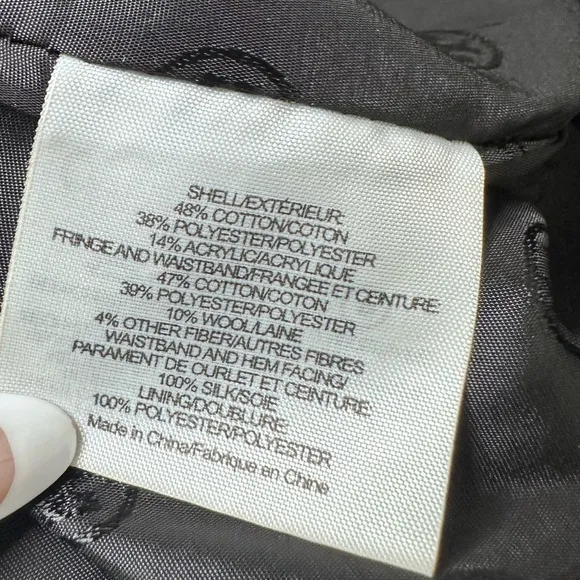 SHELL/EXTÉRIEUR:
48% COTTON/COTON
38% POLYESTER/POLYESTER
14% ACRYLIC/ACRYLIQUE
FRINGE AND WAISTBAND/FRANGEE ET CEINTURE:
47% COTTON/COTON
39% POLYESTER/POLYESTER
10% WOOL/LAINE
4% OTHER FIBER/AUTRES FIBRES
WAISTBAND AND HEM FACING/
PARAMENT DE OURLET ET CEINTURE:
100% SILK/SOIE
LINING/DOUBLURE:
100% POLYESTER/POLYESTER
Made in China/Fabrique en Chine